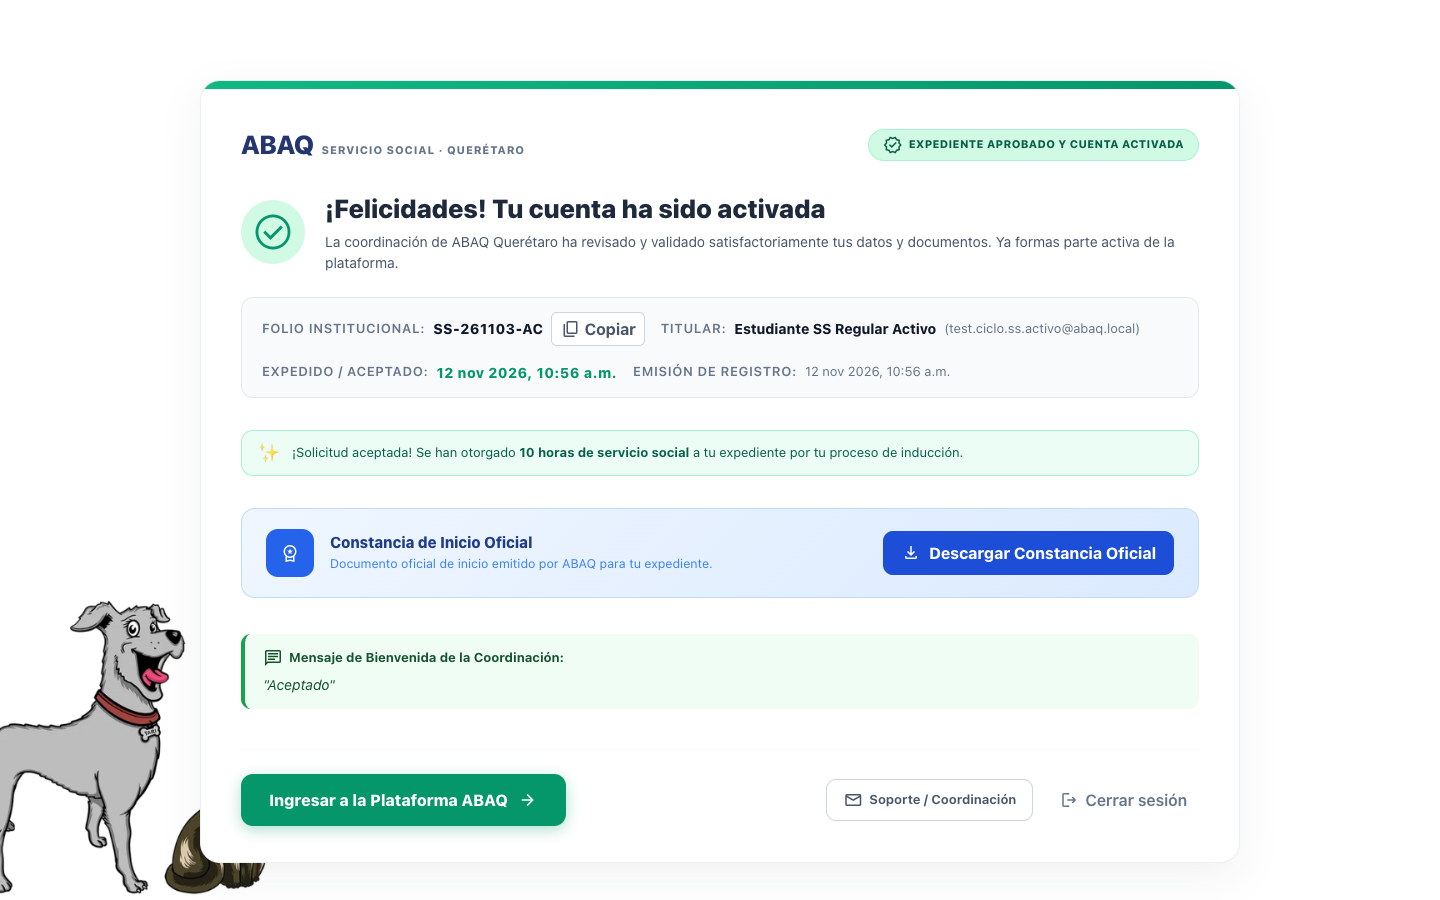 ABAQ SERVICIO SOCIAL · QUERÉTARO
EXPEDIENTE APROBADO Y CUENTA ACTIVADA
¡Felicidades! Tu cuenta ha sido activada
La coordinación de ABAQ Querétaro ha revisado y validado satisfactoriamente tus datos y documentos. Ya formas parte activa de la
plataforma.
FOLIO INSTITUCIONAL: SS-261103-AC Copiar TITULAR: Estudiante SS Regular Activo (test.ciclo.ss.activo@abaq.local)
EXPEDIDO / ACEPTADO: 12 nov 2026, 10:56 a.m. EMISIÓN DE REGISTRO: 12 nov 2026, 10:56 a.m.
¡Solicitud aceptada! Se han otorgado 10 horas de servicio social a tu expediente por tu proceso de inducción.
Constancia de Inicio Oficial
Documento oficial de inicio emitido por ABAQ para tu expediente.
Descargar Constancia Oficial
Mensaje de Bienvenida de la Coordinación:
"Aceptado"
Ingresar a la Plataforma ABAQ
Soporte / Coordinación
Cerrar sesión